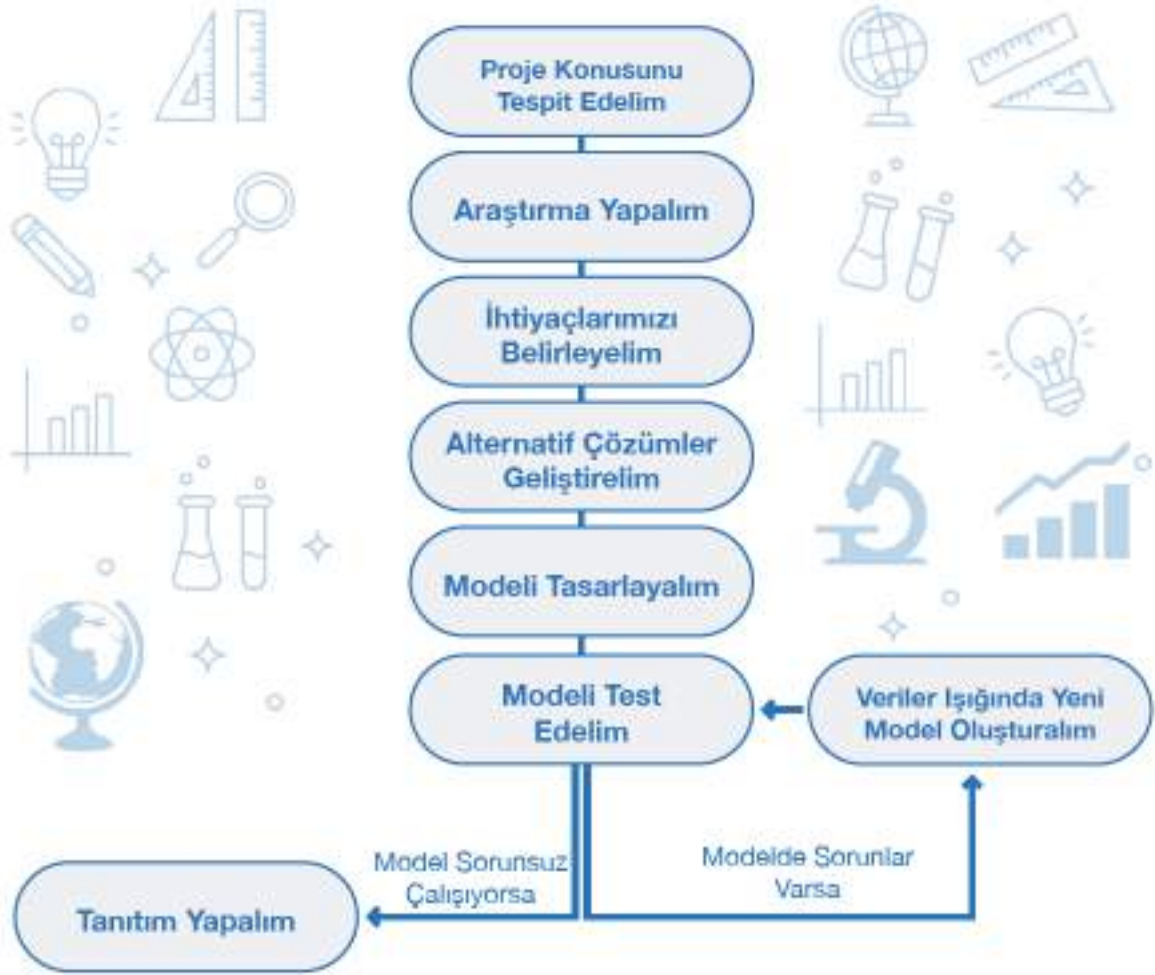 Proje Konusunu
Tespit Edelim
Araştırma Yapalım
İhtiyaçlarımızı
Belirleyelim
Alternatif Çözümler
Geliştirelim
Modeli Tasarlayalım
Modeli Test
Edelim
Veriler Işığında Yeni
Model Oluşturalım
Model Sorunsuz
Çalışıyorsa
Modelde Sorunlar
Varsa
Tanıtım Yapalım